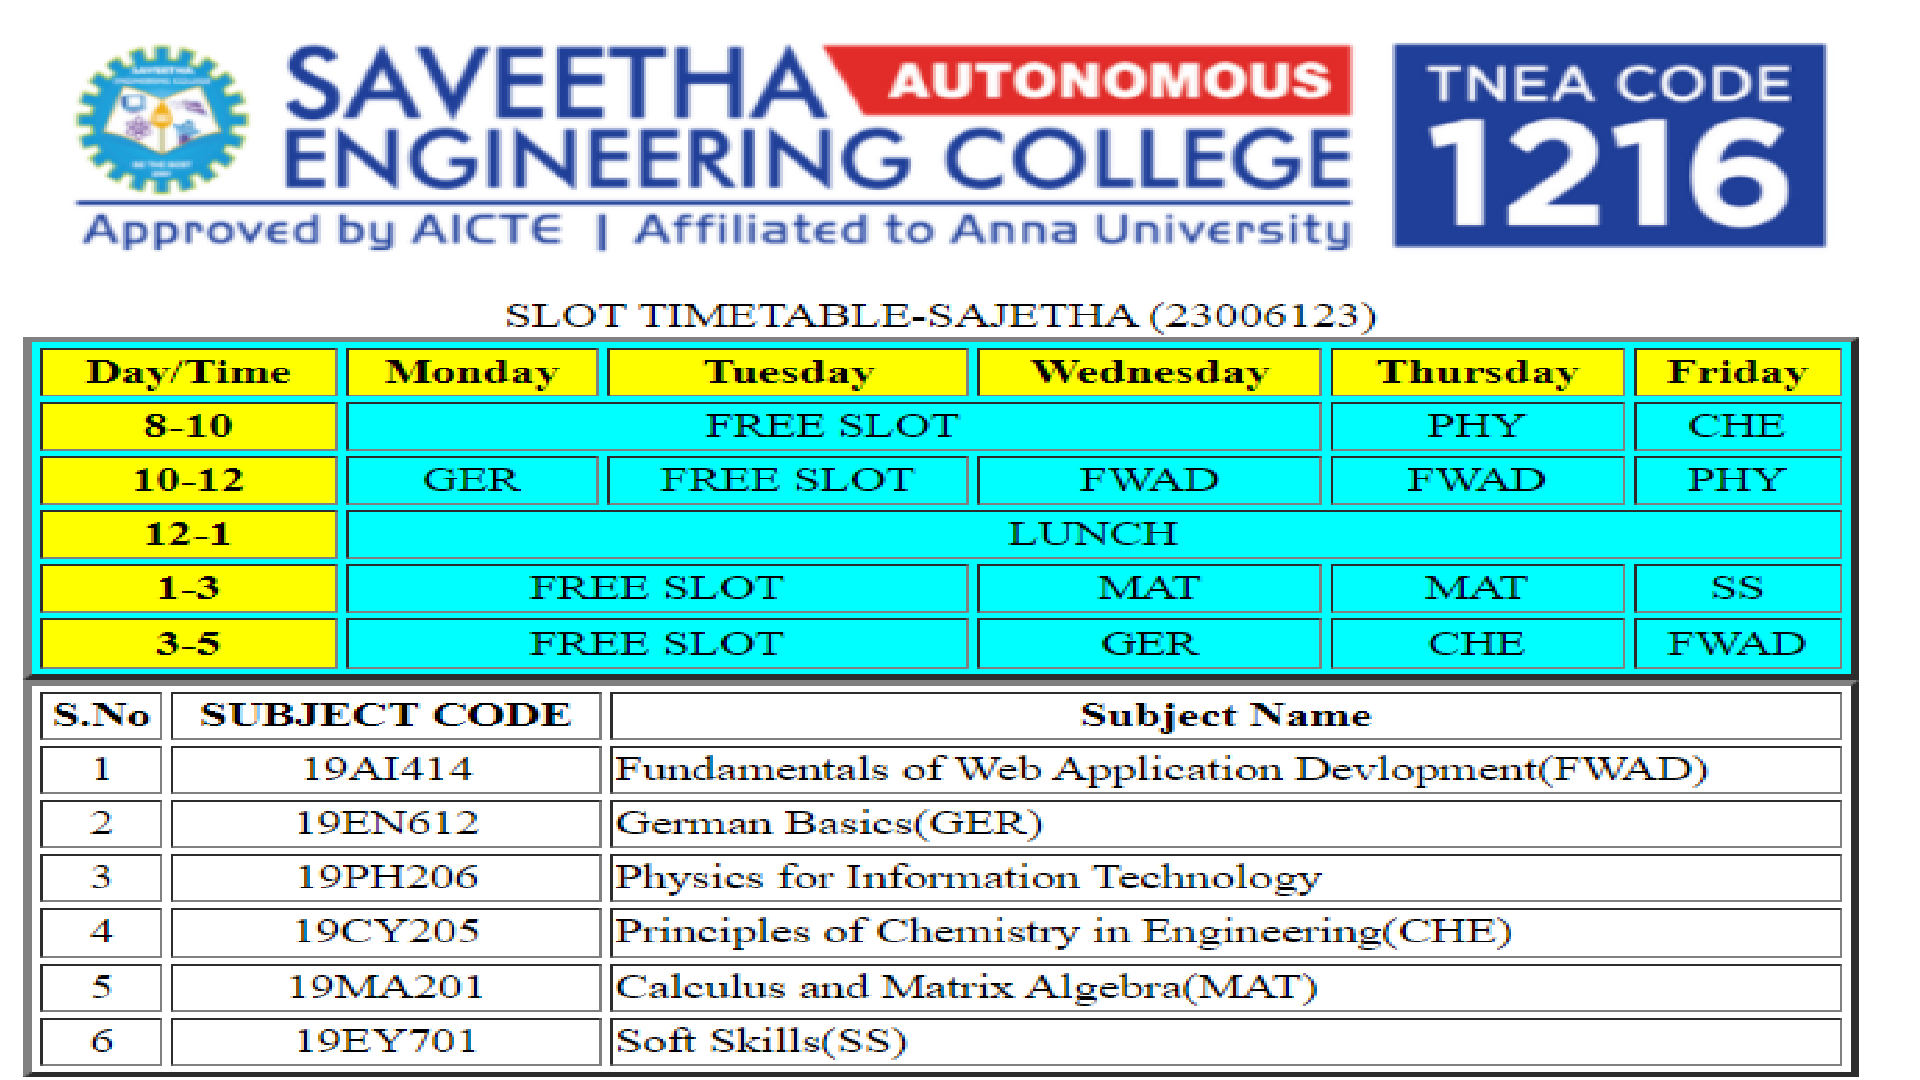 SAVEETHA AUTONOMOUS
ENGINEERING COLLEGE
Approved by AICTE | Affiliated to Anna University
TNEA CODE
1216
SLOT TIMETABLE-SAJETHA (23006123)
Day/Time Monday Tuesday Wednesday Thursday Friday
8-10 FREE SLOT PHY CHE
10-12 GER FREE SLOT FWAD FWAD PHY
12-1 LUNCH
1-3 FREE SLOT MAT MAT SS
3-5 FREE SLOT GER CHE FWAD
S.No SUBJECT CODE Subject Name
1 19AI414 Fundamentals of Web Application Devlopment(FWAD)
2 19EN612 German Basics(GER)
3 19PH206 Physics for Information Technology
4 19CY205 Principles of Chemistry in Engineering(CHE)
5 19MA201 Calculus and Matrix Algebra(MAT)
6 19EY701 Soft Skills(SS)